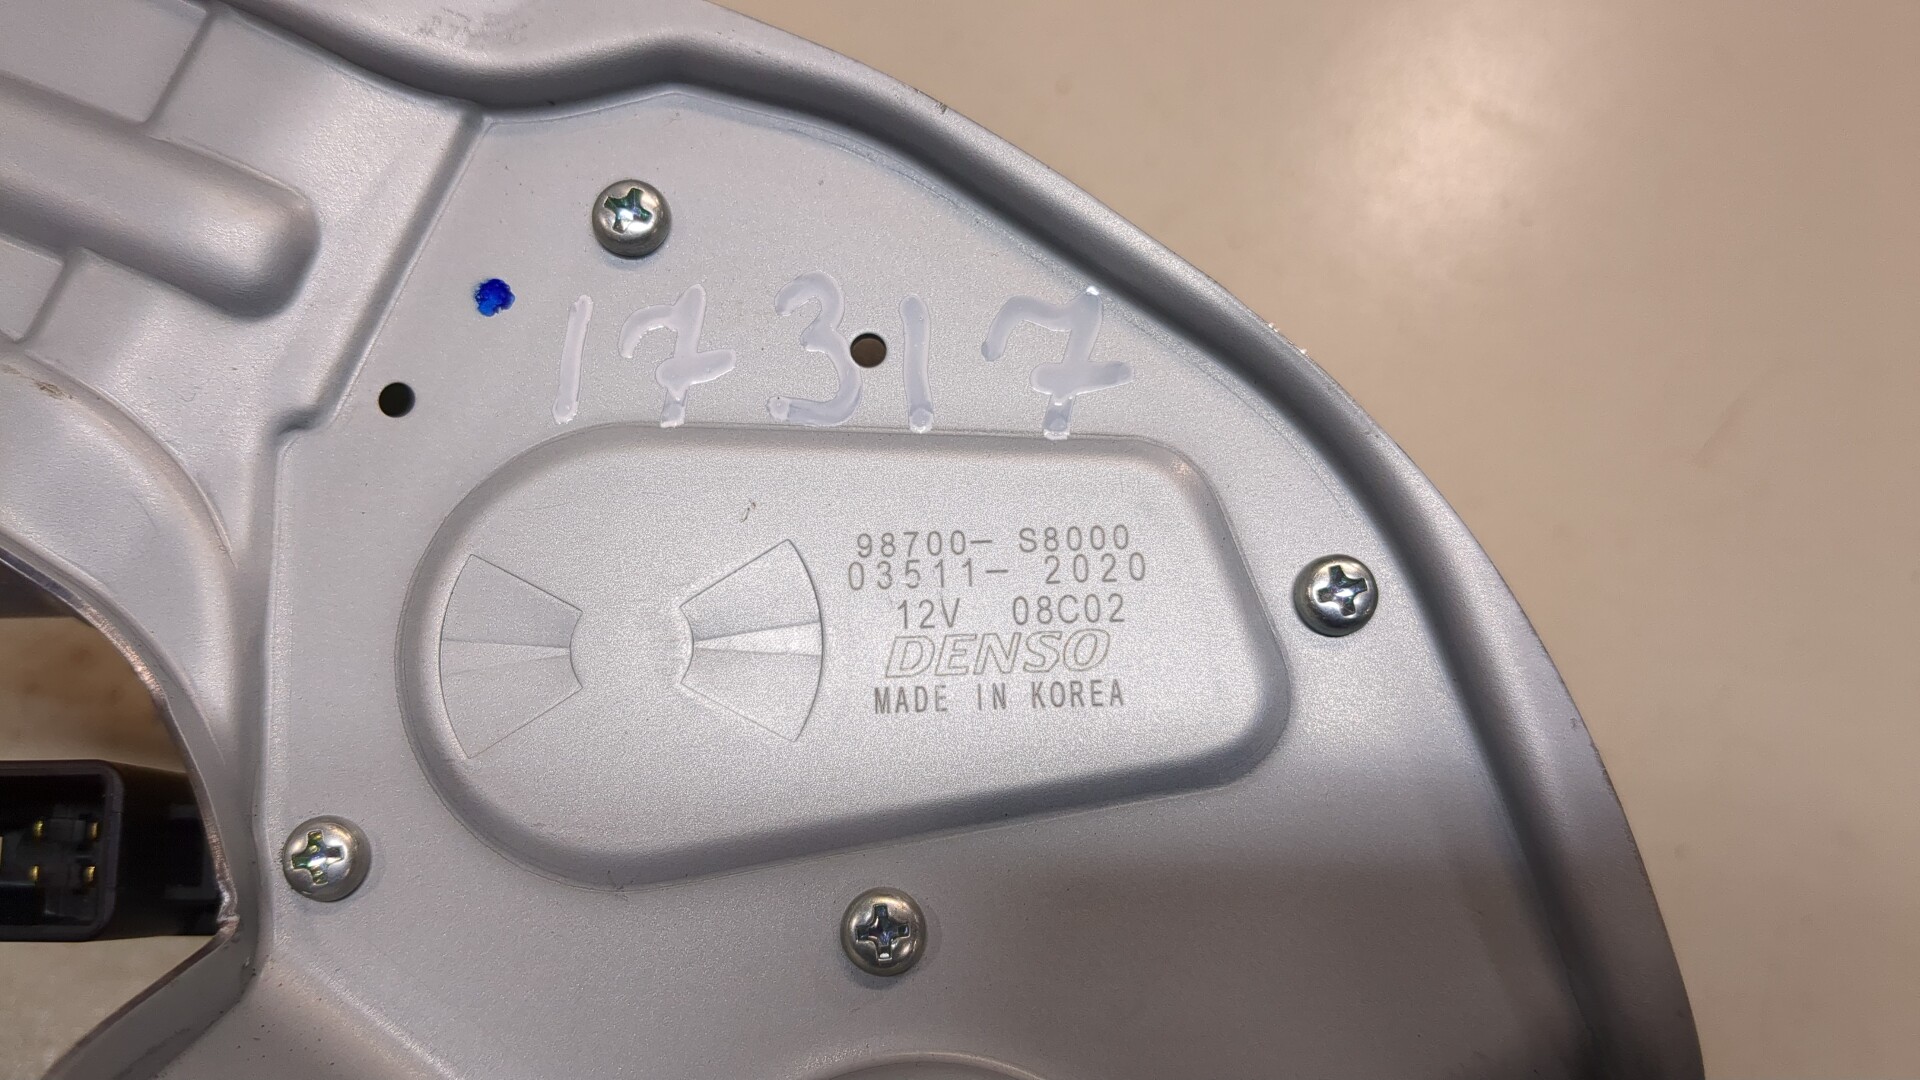 17317
98700- S8000
03511- 2020
12V 08C02
DENSO
MADE IN KOREA